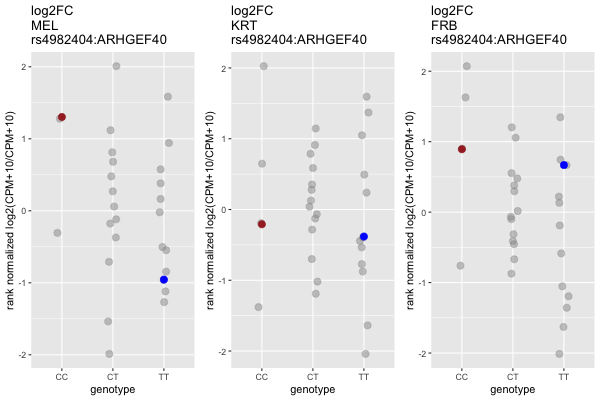 log2FC
MEL
rs4982404:ARHGEF40
rank normalized log2(CPM+10/CPM+10)
2
1
0
-1
-2
CC
CT
TT
genotype
log2FC
KRT
rs4982404:ARHGEF40
rank normalized log2(CPM+10/CPM+10)
2
1
0
-1
-2
CC
CT
TT
genotype
log2FC
FRB
rs4982404:ARHGEF40
rank normalized log2(CPM+10/CPM+10)
2
1
0
-1
-2
CC
CT
TT
genotype